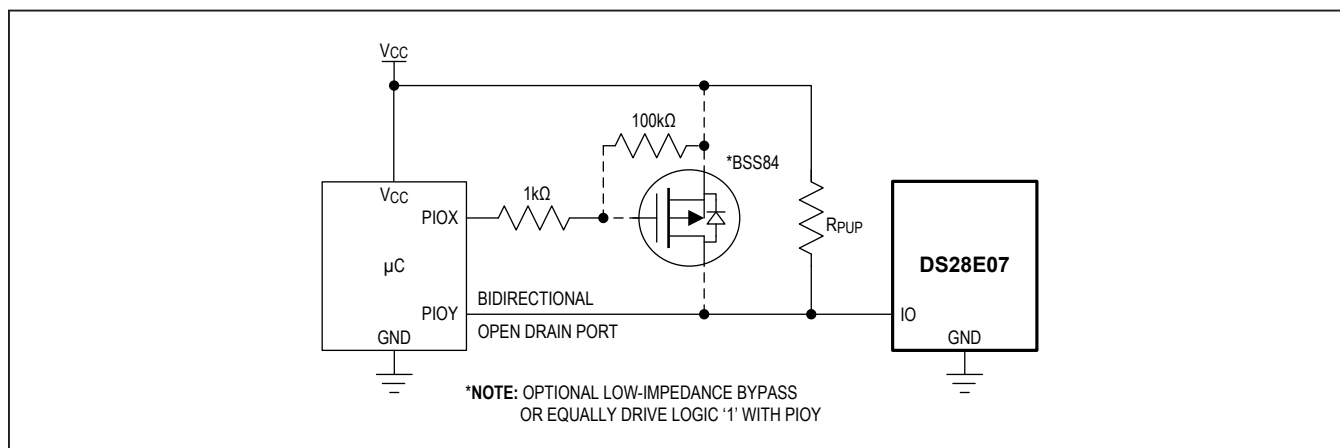 VCC
100kΩ
*BSS84
VCC
1kΩ
PIOX
RPUP
µC
DS28E07
PIOY
BIDIRECTIONAL
OPEN DRAIN PORT
IO
GND
GND
*NOTE: OPTIONAL LOW-IMPEDANCE BYPASS
OR EQUALLY DRIVE LOGIC ‘1’ WITH PIOY